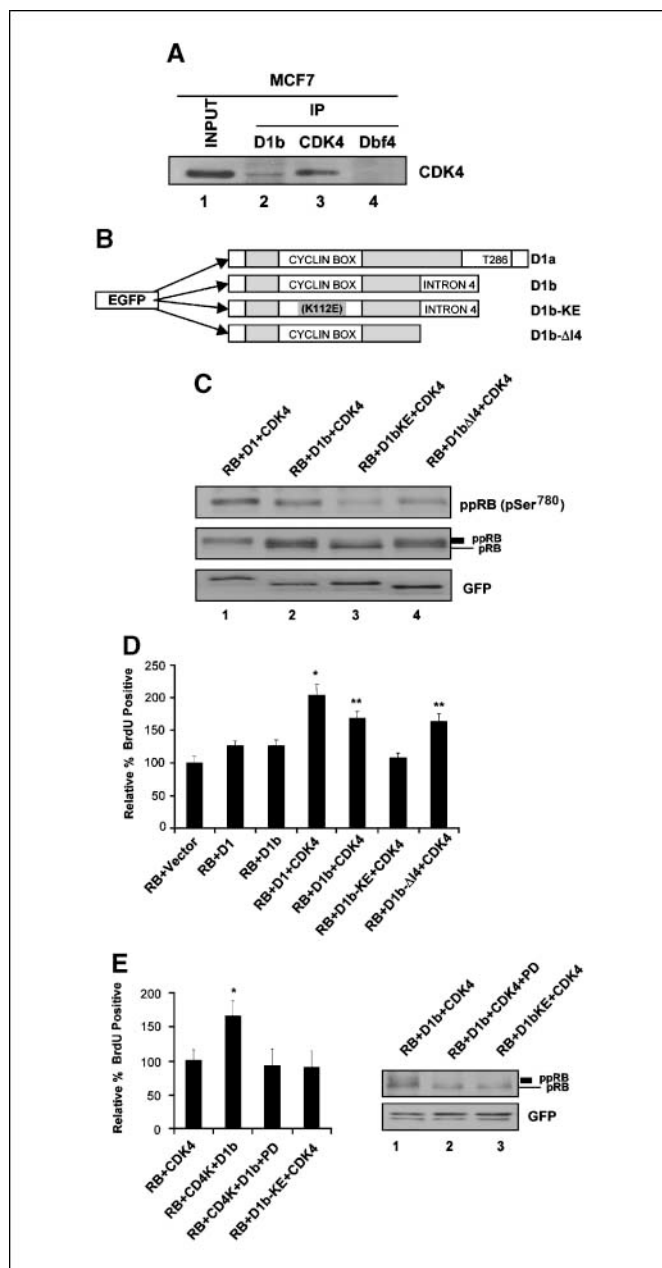 A
MCF7
INPUT
IP
D1b CDK4 Dbf4
CDK4
1 2 3 4
B
EGFP
CYCLIN BOX T286 D1a
CYCLIN BOX INTRON 4 D1b
(K112E) INTRON 4 D1b-KE
CYCLIN BOX D1b-ΔI4
C
RB+D1+CDK4
RB+D1b+CDK4
RB+D1bKE+CDK4
RB+D1bΔI4+CDK4
ppRB (pSer780)
ppRB
pRB
GFP
1 2 3 4
D
Relative % BrdU Positive
250
200
150
100
50
0
* ** **
RB+Vector
RB+D1
RB+D1b
RB+D1+CDK4
RB+D1b+CDK4
RB+D1b-KE+CDK4
RB+D1b-ΔI4+CDK4
E
Relative % BrdU Positive
200
150
100
50
0
*
RB+CDK4
RB+CD4K+D1b
RB+CD4K+D1b+PD
RB+D1b-KE+CDK4
RB+D1b+CDK4
RB+D1b+CDK4+PD
RB+D1bKE+CDK4
ppRB
pRB
GFP
1 2 3